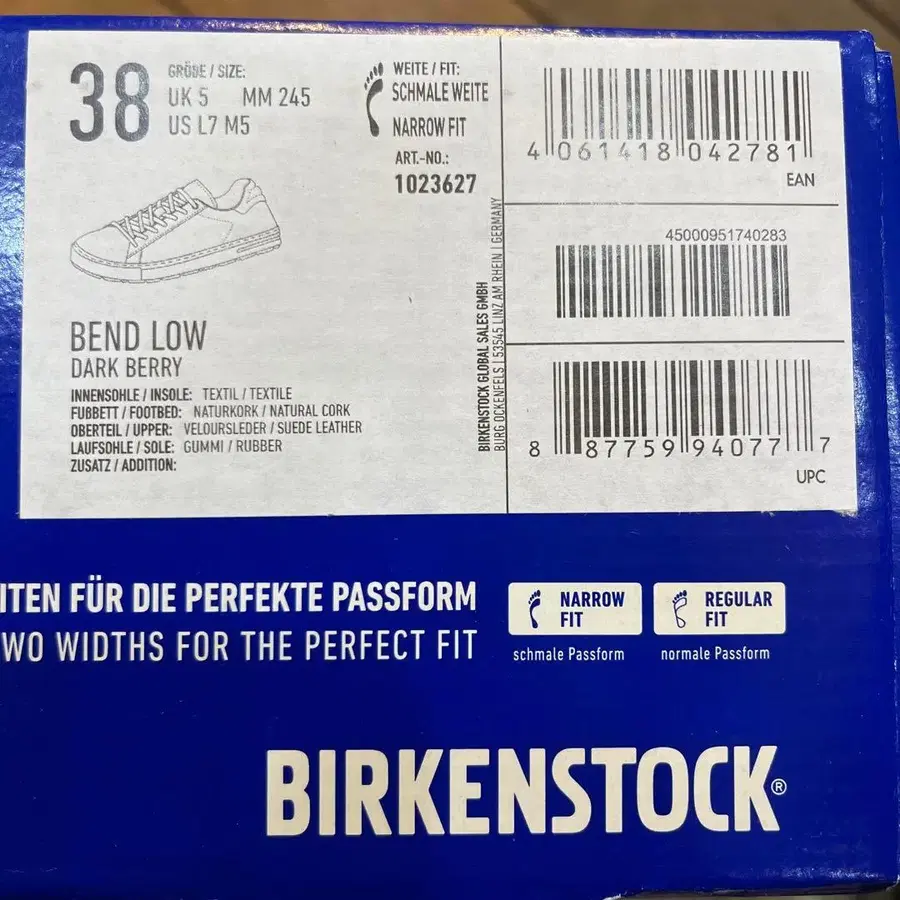 38
GRÖßE / SIZE:
UK 5 MM 245
US L7 M5
WEITE / FIT:
SCHMALE WEITE
NARROW FIT
ART.-NO.:
1023627
BEND LOW
DARK BERRY
INNENSOHLE / INSOLE: TEXTIL / TEXTILE
FUßBETT / FOOTBED: NATURKORK / NATURAL CORK
OBERTEIL / UPPER: VELOURSLEDER / SUEDE LEATHER
LAUFSOHLE / SOLE: GUMMI / RUBBER
ZUSATZ / ADDITION:
BIRKENSTOCK GLOBAL SALES GMBH
BURG OCKENFELS | 53545 LINZ AM RHEIN | GERMANY
4 061418 042781
EAN
45000951740283
8 87759 94077 7
UPC
ITEN FÜR DIE PERFEKTE PASSFORM
WO WIDTHS FOR THE PERFECT FIT
NARROW
FIT
schmale Passform
REGULAR
FIT
normale Passform
BIRKENSTOCK®